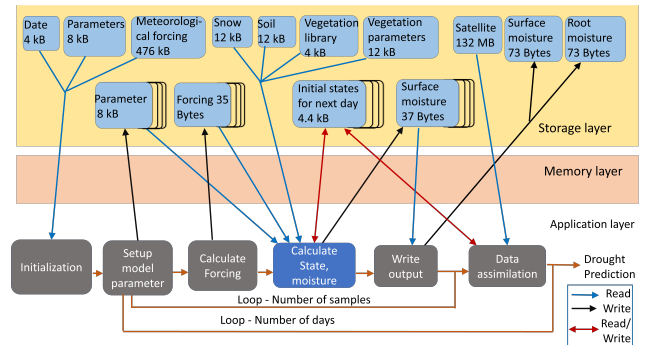 Date
4 kB
Parameters
8 kB
Meteorologi-
cal forcing
476 kB
Snow
12 kB
Soil
12 kB
Vegetation
library
4 kB
Vegetation
parameters
12 kB
Satellite
132 MB
Surface
moisture
73 Bytes
Root
moisture
73 Bytes
Parameter
8 kB
Forcing 35
Bytes
Initial states
for next day
4.4 kB
Surface
moisture
37 Bytes
Storage layer
Memory layer
Application layer
Initialization
Setup
model
parameter
Calculate
Forcing
Calculate
State,
moisture
Write
output
Data
assimilation
Drought
Prediction
Loop - Number of samples
Loop - Number of days
Read
Write
Read/
Write